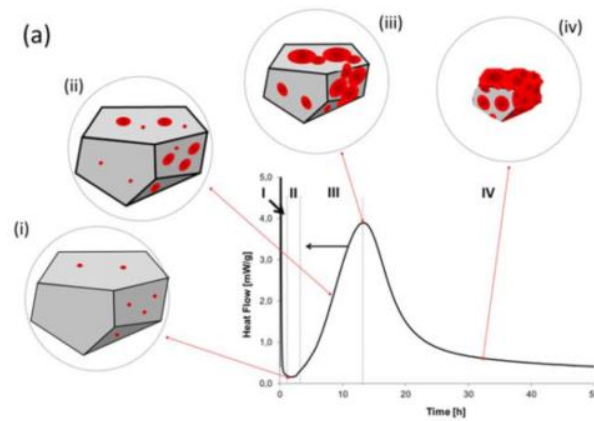 (a)
(i)
(ii)
(iii)
(iv)
I II III IV
5,0
4,0
3,0
2,0
1,0
0,0
Heat Flow [mW/g]
0 10 20 30 40 50
Time [h]